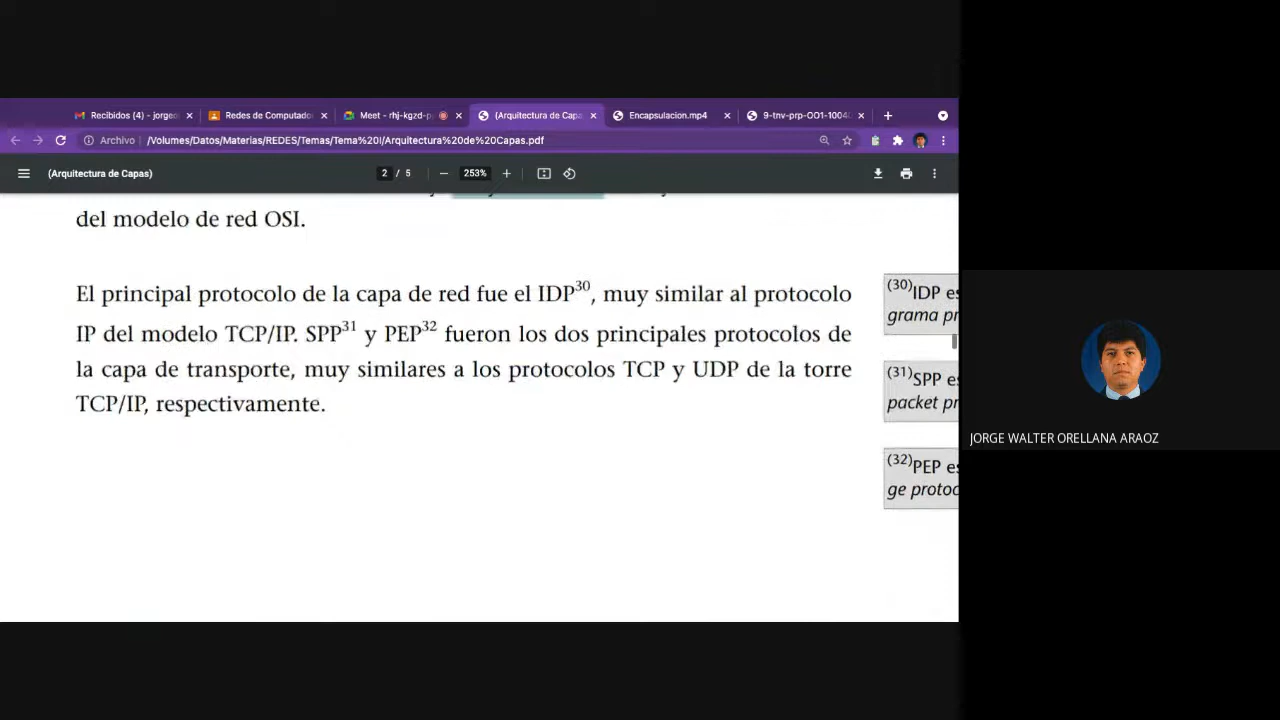 Recibidos (4) - jorgeo
Redes de Computador
Meet - rhj-kgzd-p
(Arquitectura de Capa
Encapsulacion.mp4
9-tnv-prp-OO1-1004
Archivo | /Volumes/Datos/Materias/REDES/Temas/Tema%20I/Arquitectura%20de%20Capas.pdf
(Arquitectura de Capas)
2 / 5
253%
del modelo de red OSI.
El principal protocolo de la capa de red fue el IDP30, muy similar al protocolo
IP del modelo TCP/IP. SPP31 y PEP32 fueron los dos principales protocolos de
la capa de transporte, muy similares a los protocolos TCP y UDP de la torre
TCP/IP, respectivamente.
(30)IDP es
grama pr
(31)SPP es
packet pr
(32)PEP es
ge protoc
JORGE WALTER ORELLANA ARAOZ